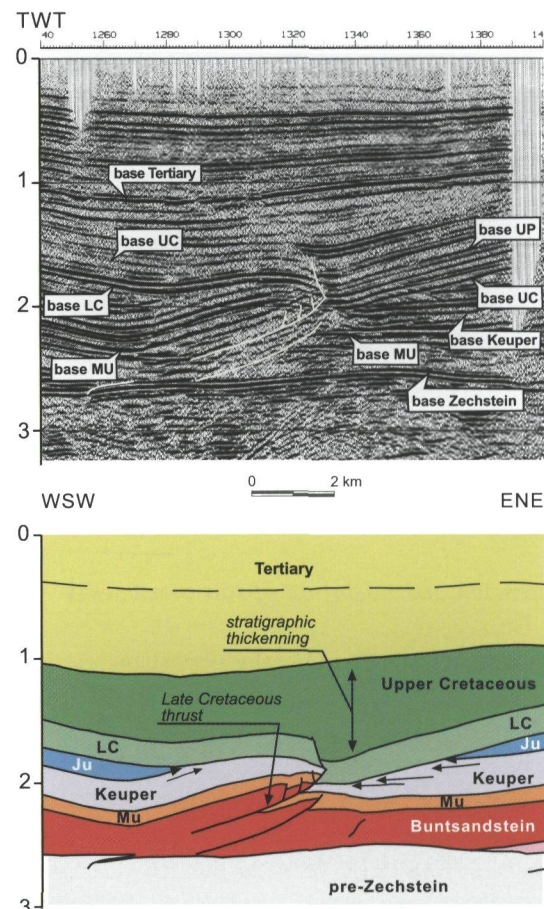 TWT
40 1260 1280 1300 1320 1340 1360 1380 14
0
base Tertiary
1
base UC
base UP
base LC
2
base UC
base Keuper
base MU
base MU
base Zechstein
3
0 2 km
WSW
ENE
0
Tertiary
stratigraphic
thickenning
1
Late Cretaceous
thrust
Upper Cretaceous
LC
LC
Ju
Ju
2
Keuper
Keuper
Mu
Mu
Buntsandstein
pre-Zechstein
3